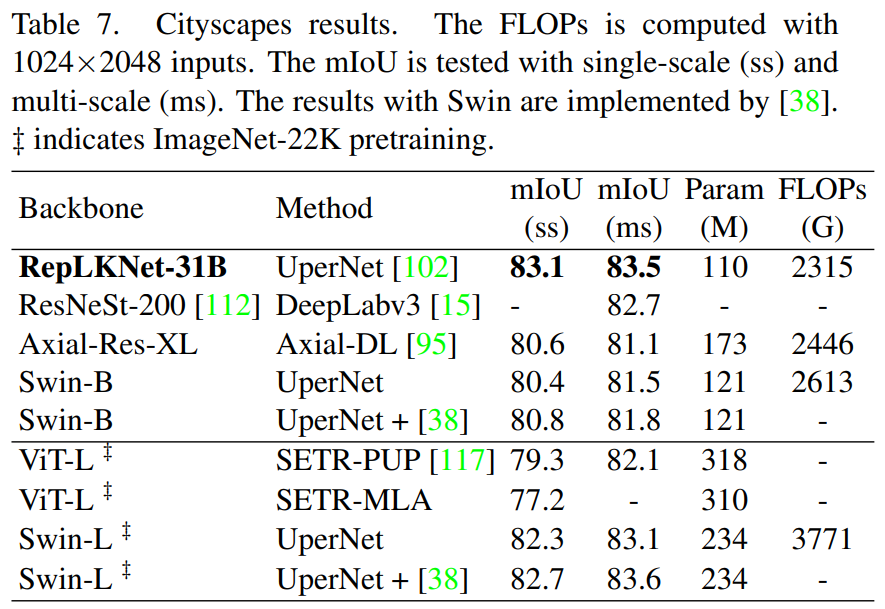 Table 7. Cityscapes results. The FLOPs is computed with
1024×2048 inputs. The mIoU is tested with single-scale (ss) and
multi-scale (ms). The results with Swin are implemented by [38].
‡ indicates ImageNet-22K pretraining.
Backbone Method mIoU (ss) mIoU (ms) Param (M) FLOPs (G)
RepLKNet-31B UperNet [102] 83.1 83.5 110 2315
ResNeSt-200 [112] DeepLabv3 [15] - 82.7 - -
Axial-Res-XL Axial-DL [95] 80.6 81.1 173 2446
Swin-B UperNet 80.4 81.5 121 2613
Swin-B UperNet + [38] 80.8 81.8 121 -
ViT-L ‡ SETR-PUP [117] 79.3 82.1 318 -
ViT-L ‡ SETR-MLA 77.2 - 310 -
Swin-L ‡ UperNet 82.3 83.1 234 3771
Swin-L ‡ UperNet + [38] 82.7 83.6 234 -